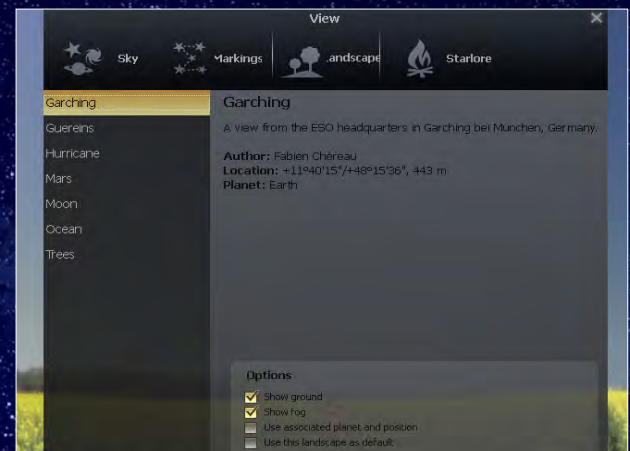 View
Sky
Markings
andscape
Starlore
Garching
Guereins
Hurricane
Mars
Moon
Ocean
Trees
Garching
A view from the ESO headquarters in Garching bei Munchen, Germany.
Author: Fabien Chéreau
Location: +11°40'15"/+48°15'36", 443 m
Planet: Earth
Options
Show ground
Show fog
Use associated planet and position
Use this landscape as default